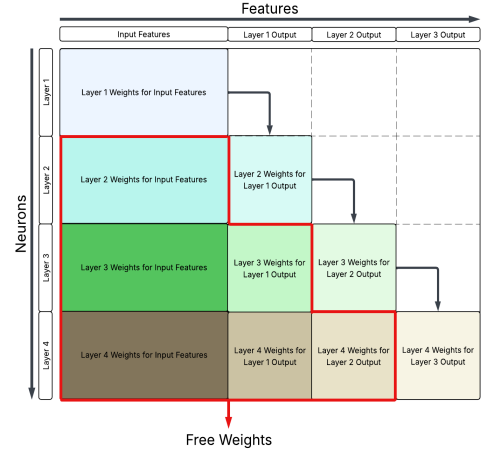 Features
Input Features
Layer 1 Output
Layer 2 Output
Layer 3 Output
Neurons
Layer 1
Layer 1 Weights for Input Features
Layer 2
Layer 2 Weights for Input Features
Layer 2 Weights for
Layer 1 Output
Layer 3
Layer 3 Weights for Input Features
Layer 3 Weights for
Layer 1 Output
Layer 3 Weights for
Layer 2 Output
Layer 4
Layer 4 Weights for Input Features
Layer 4 Weights for
Layer 1 Output
Layer 4 Weights for
Layer 2 Output
Layer 4 Weights for
Layer 3 Output
Free Weights